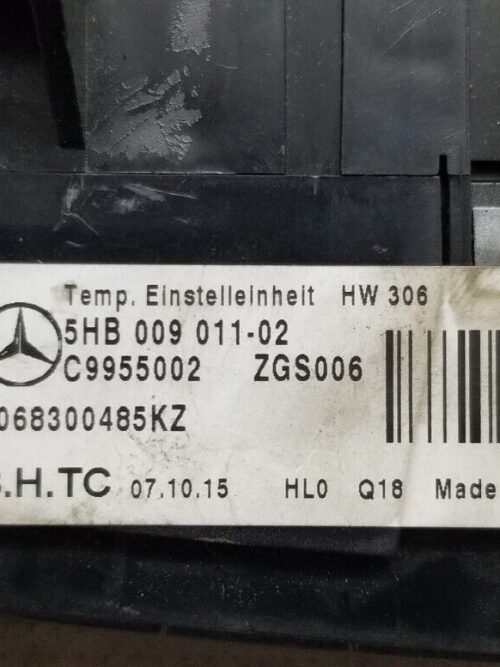 Temp. Einstelleinheit HW 306
5HB 009 011-02
C9955002 ZGS006
068300485KZ
.H.TC 07.10.15 HL0 Q18 Made